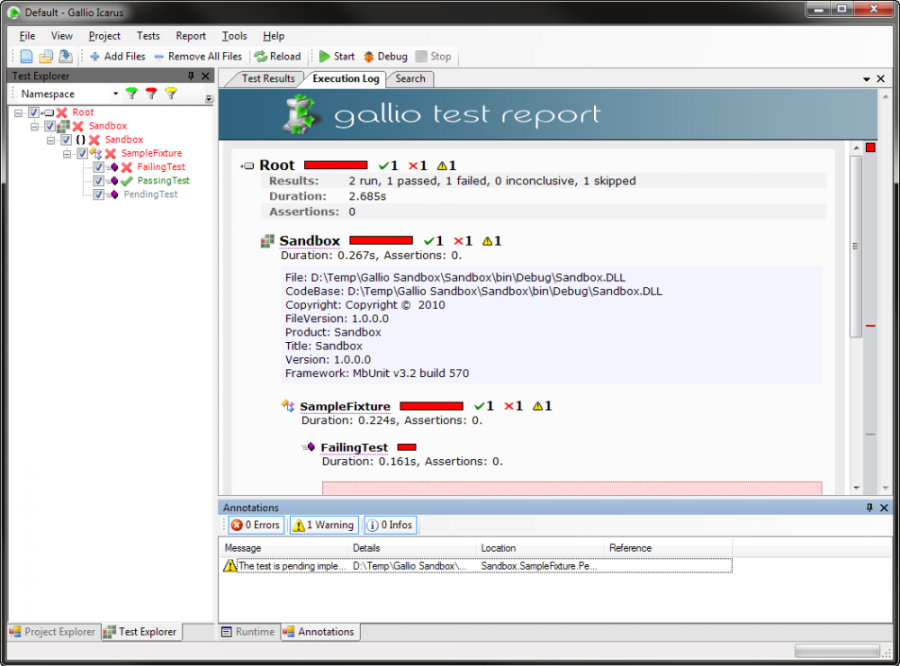 Default - Gallio Icarus
File View Project Tests Report Tools Help
Add Files Remove All Files Reload Start Debug Stop
Test Explorer
Namespace
Root
Sandbox
{ } Sandbox
SampleFixture
FailingTest
PassingTest
PendingTest
Project Explorer Test Explorer
Test Results Execution Log Search
gallio test report
Root 1 1 1
Results: 2 run, 1 passed, 1 failed, 0 inconclusive, 1 skipped
Duration: 2.685s
Assertions: 0
Sandbox 1 1 1
Duration: 0.267s, Assertions: 0.
File: D:\Temp\Gallio Sandbox\Sandbox\bin\Debug\Sandbox.DLL
CodeBase: D:\Temp\Gallio Sandbox\Sandbox\bin\Debug\Sandbox.DLL
Copyright: Copyright © 2010
FileVersion: 1.0.0.0
Product: Sandbox
Title: Sandbox
Version: 1.0.0.0
Framework: MbUnit v3.2 build 570
SampleFixture 1 1 1
Duration: 0.224s, Assertions: 0.
FailingTest
Duration: 0.161s, Assertions: 0.
Annotations
0 Errors 1 Warning 0 Infos
Message Details Location Reference
The test is pending imple... D:\Temp\Gallio Sandbox\... Sandbox.SampleFixture.Pe...
Runtime Annotations